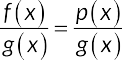 f(x)/g(x) = p(x)/g(x)